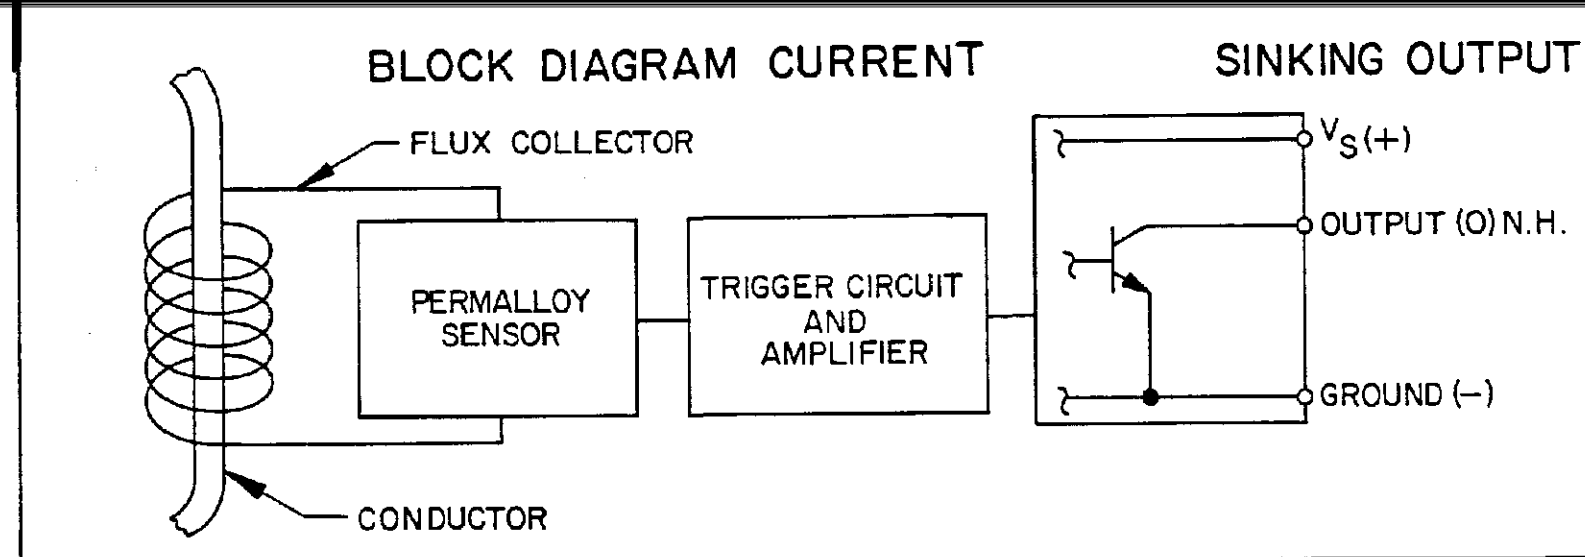 BLOCK DIAGRAM CURRENT SINKING OUTPUT
FLUX COLLECTOR
VS(+)
OUTPUT (O) N.H.
PERMALLOY
SENSOR
TRIGGER CIRCUIT
AND
AMPLIFIER
GROUND (-)
CONDUCTOR